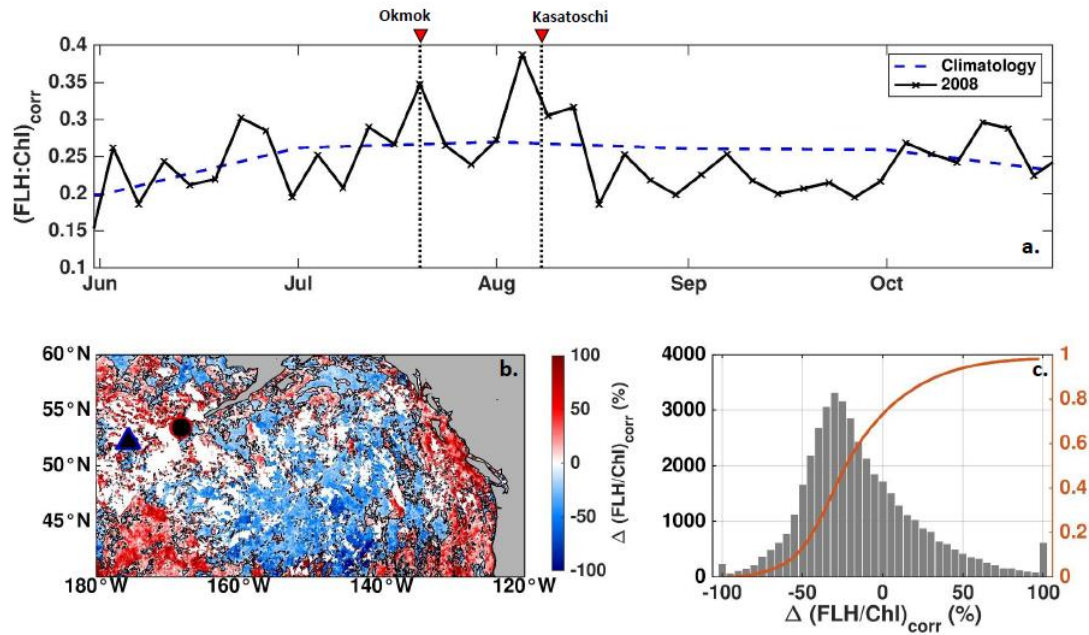 Okmok Kasatoschi
0.4
0.35
0.3
0.25
0.2
0.15
0.1
(FLH:Chl)corr
Climatology
2008
a.
Jun Jul Aug Sep Oct
60°N
55°N
50°N
45°N
180°W 160°W 140°W 120°W
b.
100
50
0
-50
-100
Δ (FLH/Chl)corr (%)
4000
3000
2000
1000
0
c.
1
0.8
0.6
0.4
0.2
0
-100 -50 0 50 100
Δ (FLH/Chl)corr (%)